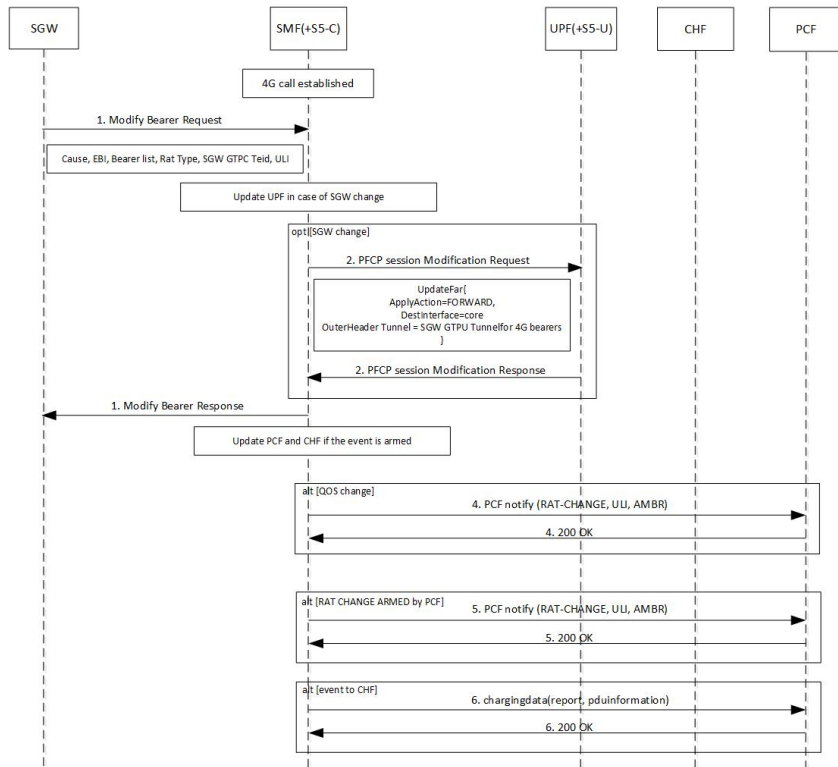 SGW
SMF(+S5-C)
UPF(+S5-U)
CHF
PCF
4G call established
1. Modify Bearer Request
Cause, EBI, Bearer list, Rat Type, SGW GTPC Teid, ULI
Update UPF in case of SGW change
opt [SGW change]
2. PFCP session Modification Request
UpdateFar{
ApplyAction=FORWARD,
DestInterface=core
OuterHeader Tunnel = SGW GTPU Tunnelfor 4G bearers
}
2. PFCP session Modification Response
1. Modify Bearer Response
Update PCF and CHF if the event is armed
alt [QOS change]
4. PCF notify (RAT-CHANGE, ULI, AMBR)
4. 200 OK
alt [RAT CHANGE ARMED by PCF]
5. PCF notify (RAT-CHANGE, ULI, AMBR)
5. 200 OK
alt [event to CHF]
6. chargingdata(report, pduinformation)
6. 200 OK